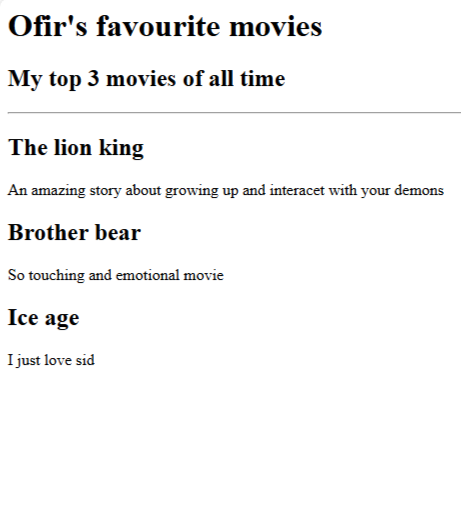 Ofir's favourite movies
My top 3 movies of all time
The lion king
An amazing story about growing up and interacet with your demons
Brother bear
So touching and emotional movie
Ice age
I just love sid